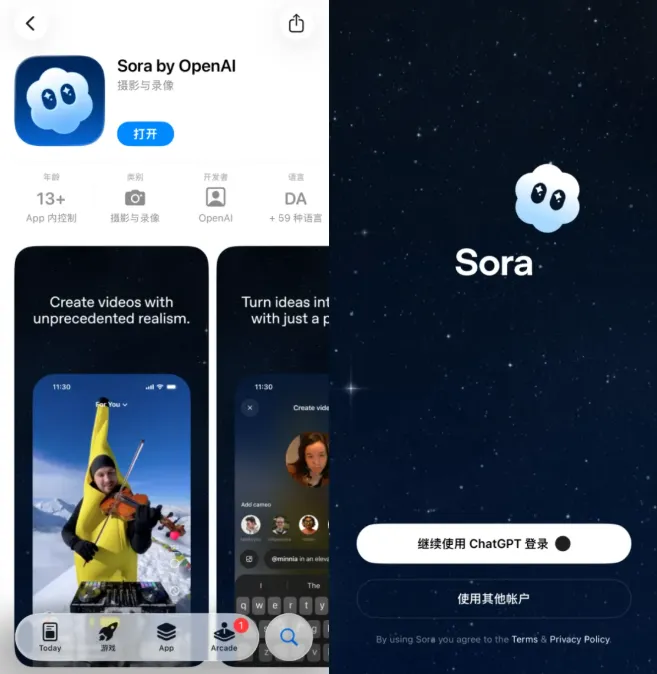 Sora by OpenAI
摄影与录像
打开
年龄
类别
开发者
语言
13+
DA
App 内控制
摄影与录像
OpenAI
+ 59 种语言
Create videos with
unprecedented realism.
Turn ideas int
with just a p
11:30
For You
11:30
Create vide
Add cameo
@minnia in an eleva
I
The
q w e r t y
Today
游戏
App
Arcade
1
Sora
继续使用 ChatGPT 登录
使用其他帐户
By using Sora you agree to the Terms & Privacy Policy.